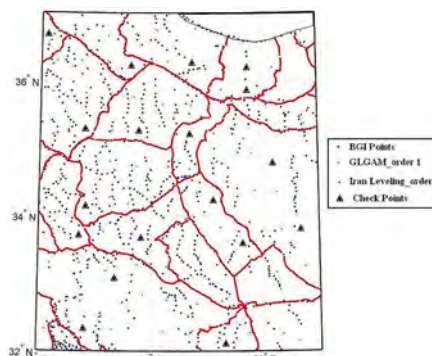 36° N
34° N
32° N
BGI Points
GLGAM_order 1
Iran Leveling_order
Check Points